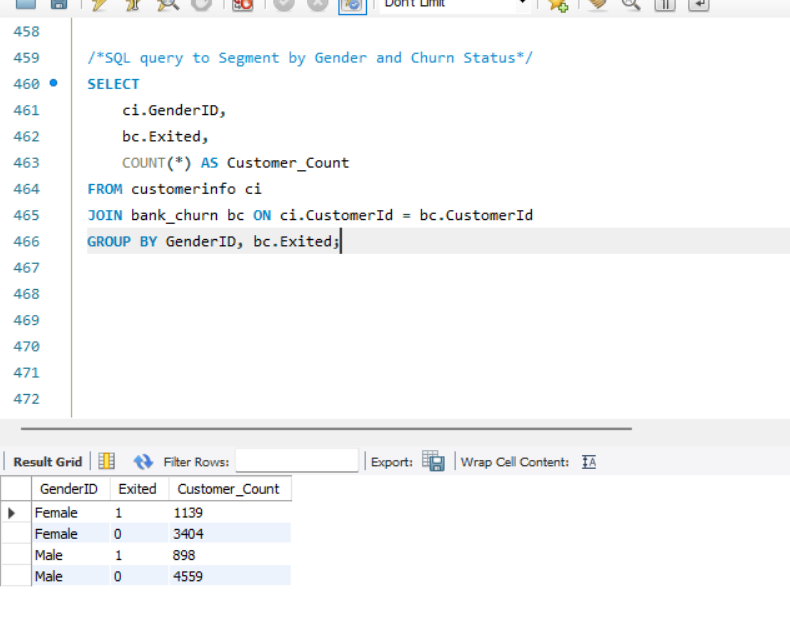 Don't Limit
458
459 /*SQL query to Segment by Gender and Churn Status*/
460 SELECT
461 ci.GenderID,
462 bc.Exited,
463 COUNT(*) AS Customer_Count
464 FROM customerinfo ci
465 JOIN bank_churn bc ON ci.CustomerId = bc.CustomerId
466 GROUP BY GenderID, bc.Exited;
467
468
469
470
471
472
Result Grid Filter Rows: Export: Wrap Cell Content: IA
GenderID Exited Customer_Count
Female 1 1139
Female 0 3404
Male 1 898
Male 0 4559